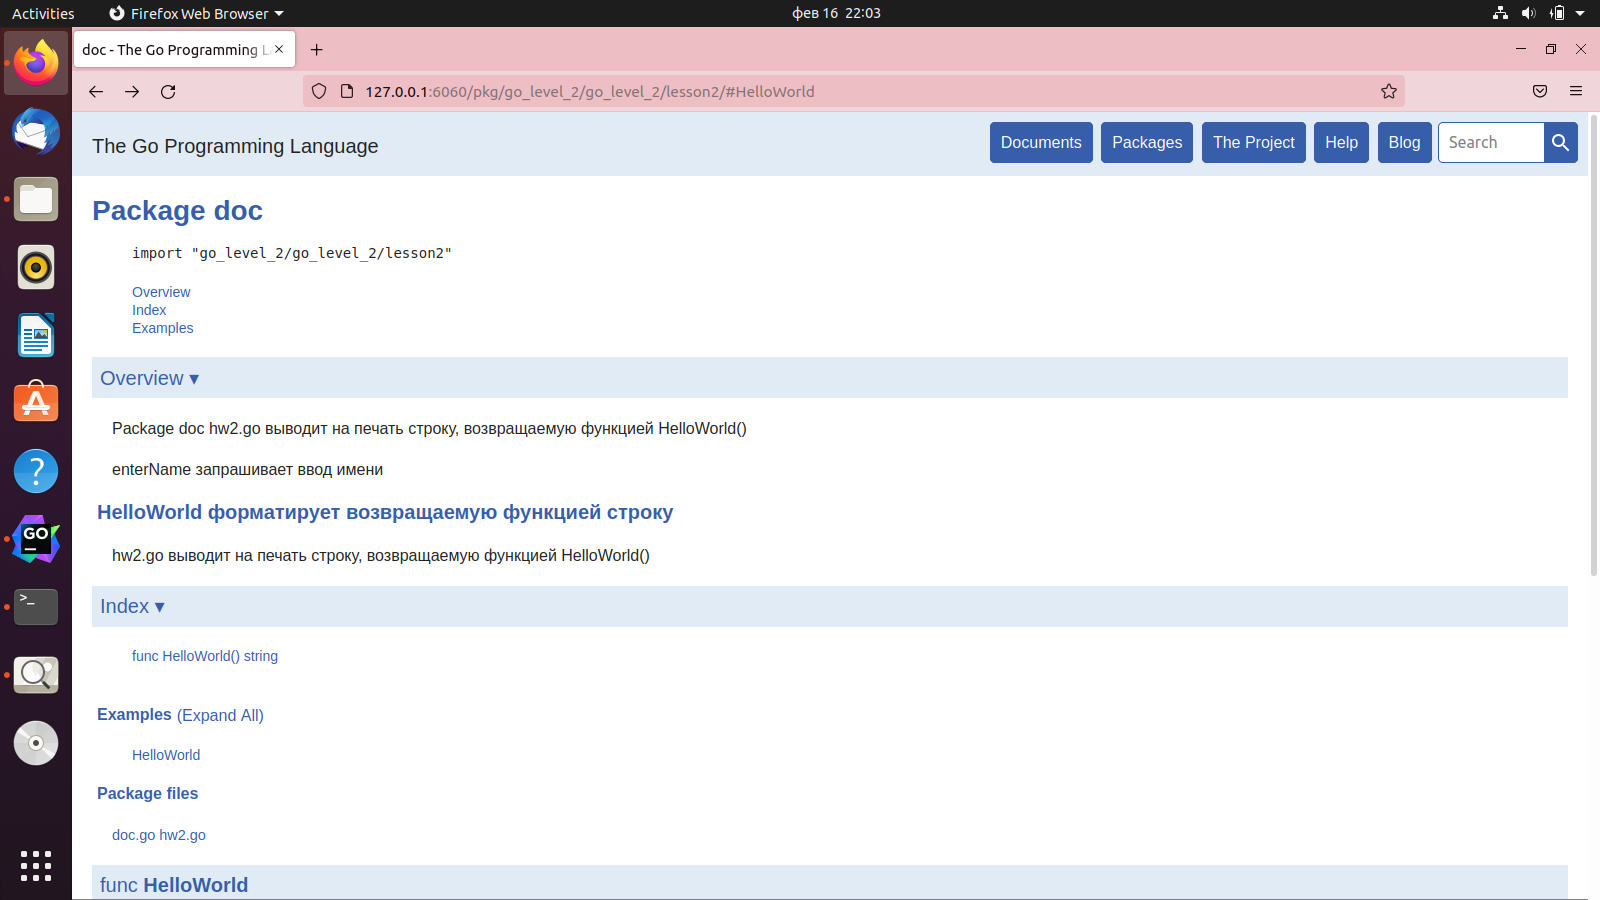 Activities
Firefox Web Browser
фев 16 22:03
doc - The Go Programming L
127.0.0.1:6060/pkg/go_level_2/go_level_2/lesson2/#HelloWorld
The Go Programming Language
Documents
Packages
The Project
Help
Blog
Search
Package doc
import "go_level_2/go_level_2/lesson2"
Overview
Index
Examples
Overview ▾
Package doc hw2.go выводит на печать строку, возвращаемую функцией HelloWorld()
enterName запрашивает ввод имени
HelloWorld форматирует возвращаемую функцией строку
hw2.go выводит на печать строку, возвращаемую функцией HelloWorld()
Index ▾
func HelloWorld() string
Examples (Expand All)
HelloWorld
Package files
doc.go hw2.go
func HelloWorld
GO
>_